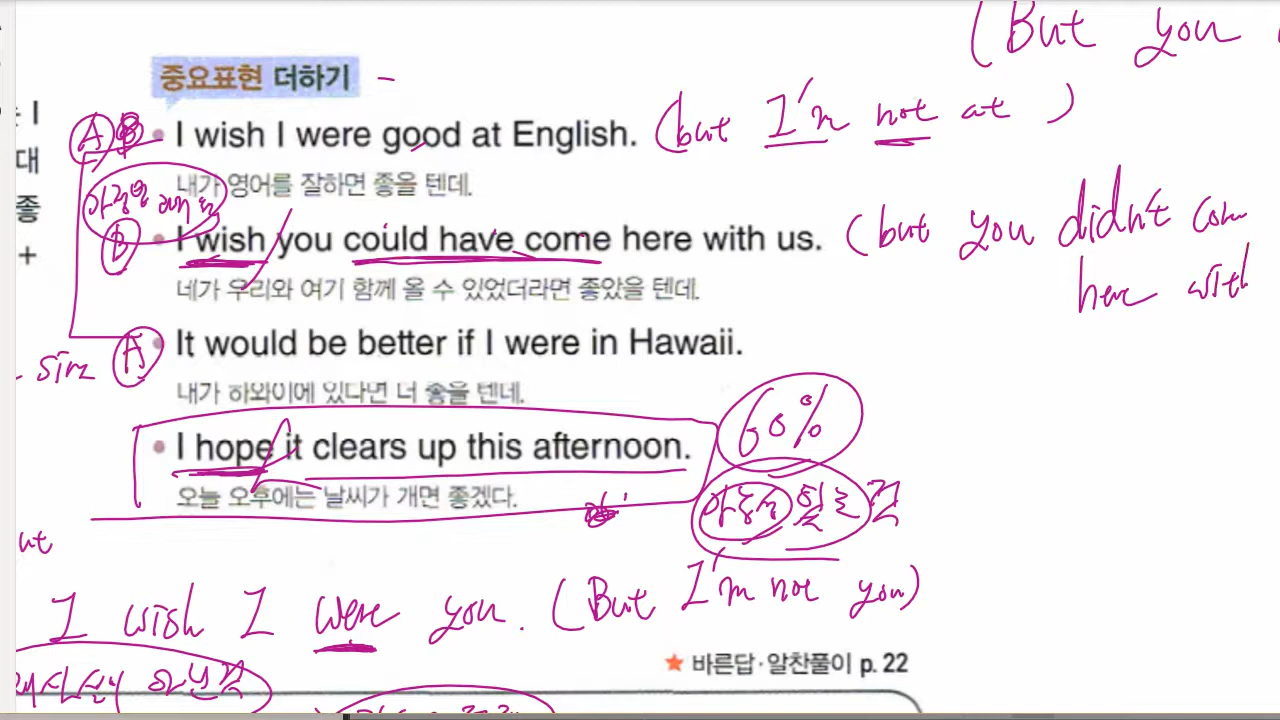 (But you
중요표현 더하기
A B • I wish I were good at English. (but I'm not at )
대
내가 영어를 잘하면 좋을 텐데.
좋
B • I wish you could have come here with us. (but you didn't com
+
네가 우리와 여기 함께 올 수 있었더라면 좋았을 텐데.
here with
A • It would be better if I were in Hawaii.
내가 하와이에 있다면 더 좋을 텐데.
60%
• I hope it clears up this afternoon.
오늘 오후에는 날씨가 개면 좋겠다.
I wish I were you. (But I'm not you)
★ 바른답·알찬풀이 p. 22